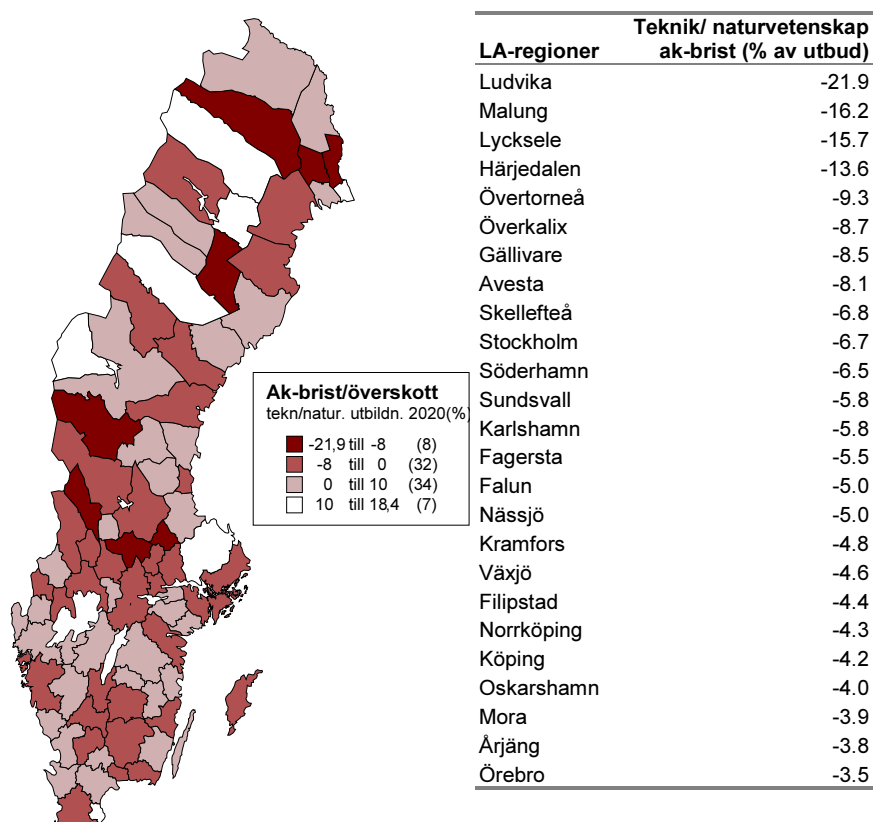 Ak-brist/överskott
tekn/natur. utbildn. 2020(%)
-21,9 till -8 (8)
-8 till 0 (32)
0 till 10 (34)
10 till 18,4 (7)
Teknik/ naturvetenskap
LA-regioner ak-brist (% av utbud)
Ludvika -21.9
Malung -16.2
Lycksele -15.7
Härjedalen -13.6
Övertorneå -9.3
Överkalix -8.7
Gällivare -8.5
Avesta -8.1
Skellefteå -6.8
Stockholm -6.7
Söderhamn -6.5
Sundsvall -5.8
Karlshamn -5.8
Fagersta -5.5
Falun -5.0
Nässjö -5.0
Kramfors -4.8
Växjö -4.6
Filipstad -4.4
Norrköping -4.3
Köping -4.2
Oskarshamn -4.0
Mora -3.9
Årjäng -3.8
Örebro -3.5